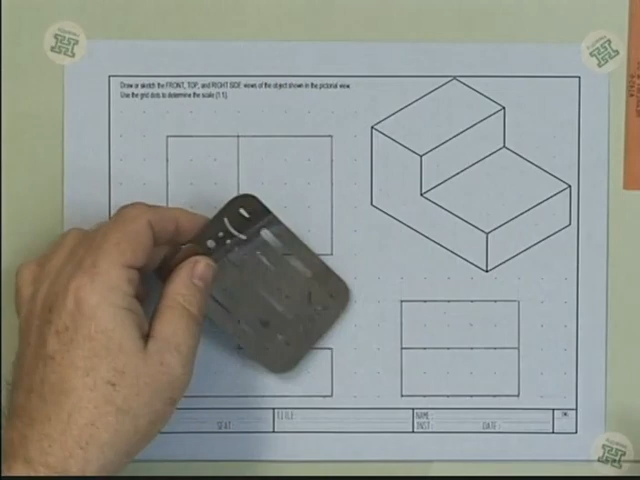 Draw or sketch the FRONT, TOP, and RIGHT SIDE views of the object shown in the pictorial view.
Use the grid dots to determine the scale (1:1).
SEAT:
TITLE:
NAME:
INST:
DATE:
H
H
H